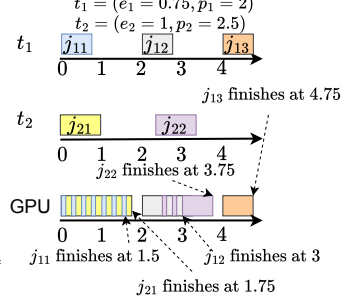 t₁ = (e₁ = 0.75, p₁ = 2)
t₂ = (e₂ = 1, p₂ = 2.5)
t₁ j₁₁ j₁₂ j₁₃
0 1 2 3 4
j₁₃ finishes at 4.75
t₂ j₂₁ j₂₂
0 1 2 3 4
j₂₂ finishes at 3.75
GPU
0 1 2 3 4
j₁₁ finishes at 1.5 j₁₂ finishes at 3
j₂₁ finishes at 1.75